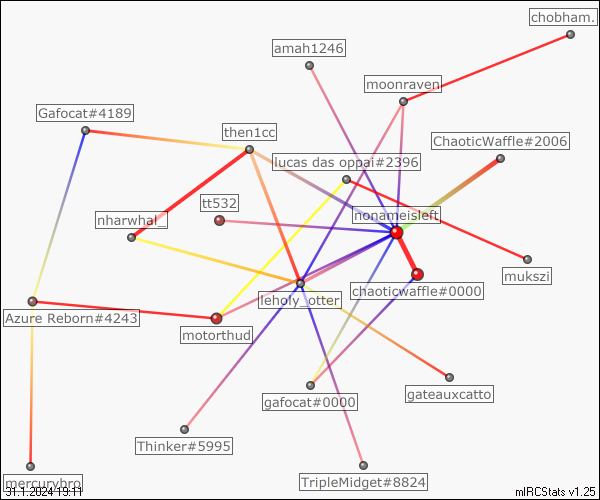 chobham.
amah1246
moonraven
Gafocat#4189
then1cc
ChaoticWaffle#2006
lucas das oppai#2396
tt532
nonameisleft
nharwhal_
mukszi
chaoticwaffle#0000
leholy_otter
Azure Reborn#4243
motorthud
gateauxcatto
gafocat#0000
Thinker#5995
TripleMidget#8824
mercurybro
31.1.2024 19:11
mIRCStats v1.25